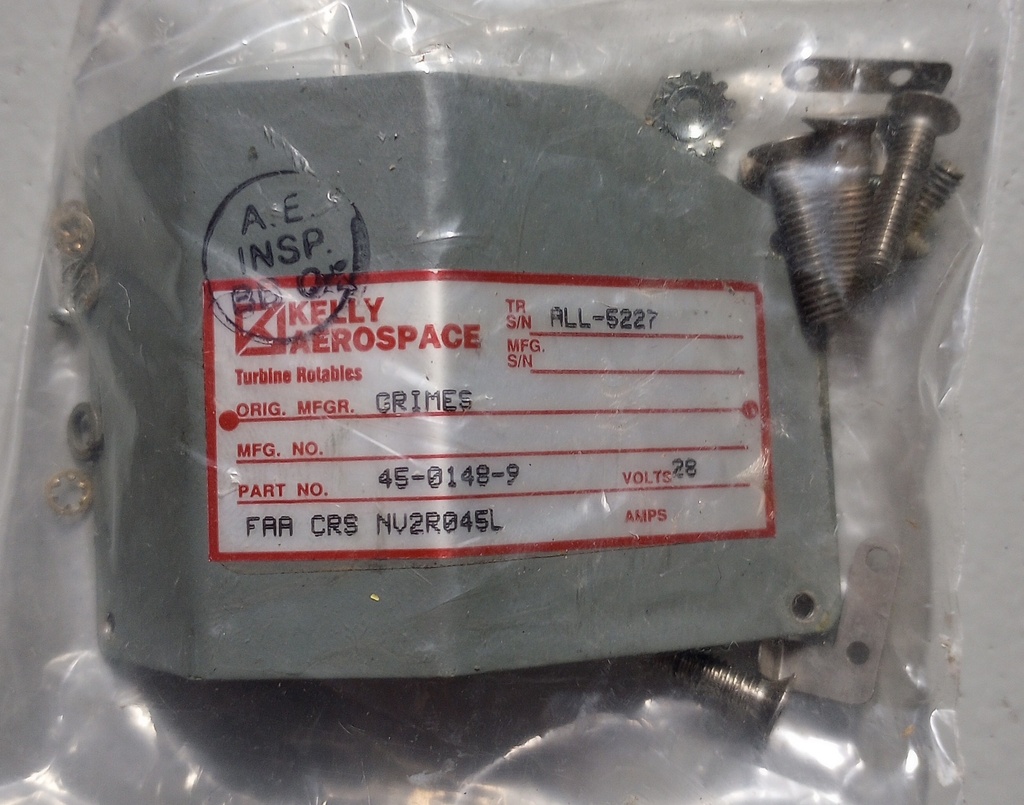 A.E.
INSP.
KELLY
AEROSPACE
Turbine Rotables
TR
S/N ALL-5227
MFG.
S/N
ORIG. MFGR. GRIMES
MFG. NO.
PART NO. 45-0148-9 VOLTS 28
FAA CRS NV2R045L AMPS